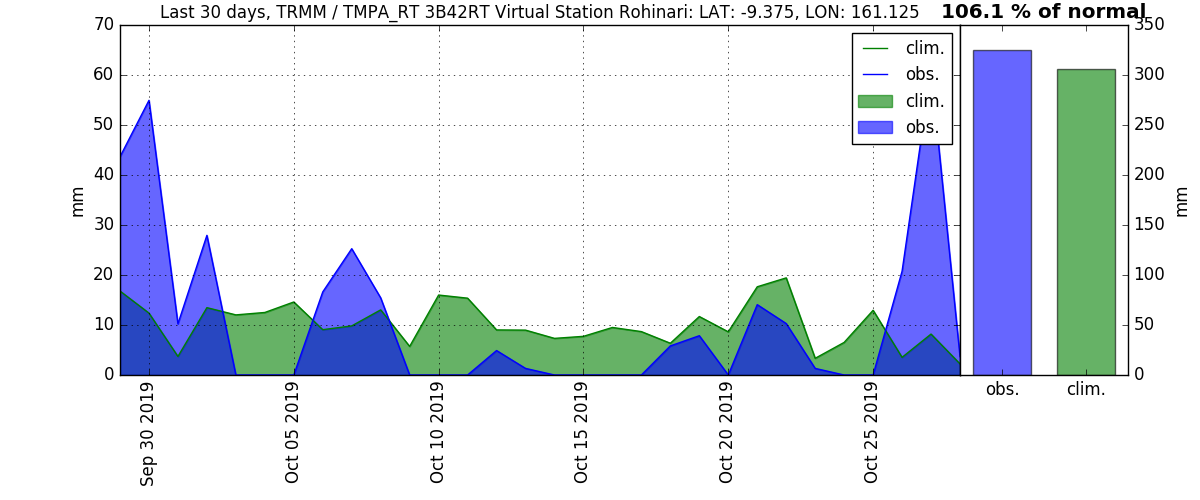 Last 30 days, TRMM / TMPA_RT 3B42RT Virtual Station Rohinari: LAT: -9.375, LON: 161.125
106.1 % of normal
70
60
50
40
30
20
10
0
mm
clim.
obs.
clim.
obs.
Sep 30 2019
Oct 05 2019
Oct 10 2019
Oct 15 2019
Oct 20 2019
Oct 25 2019
350
300
250
200
150
100
50
0
mm
obs.
clim.